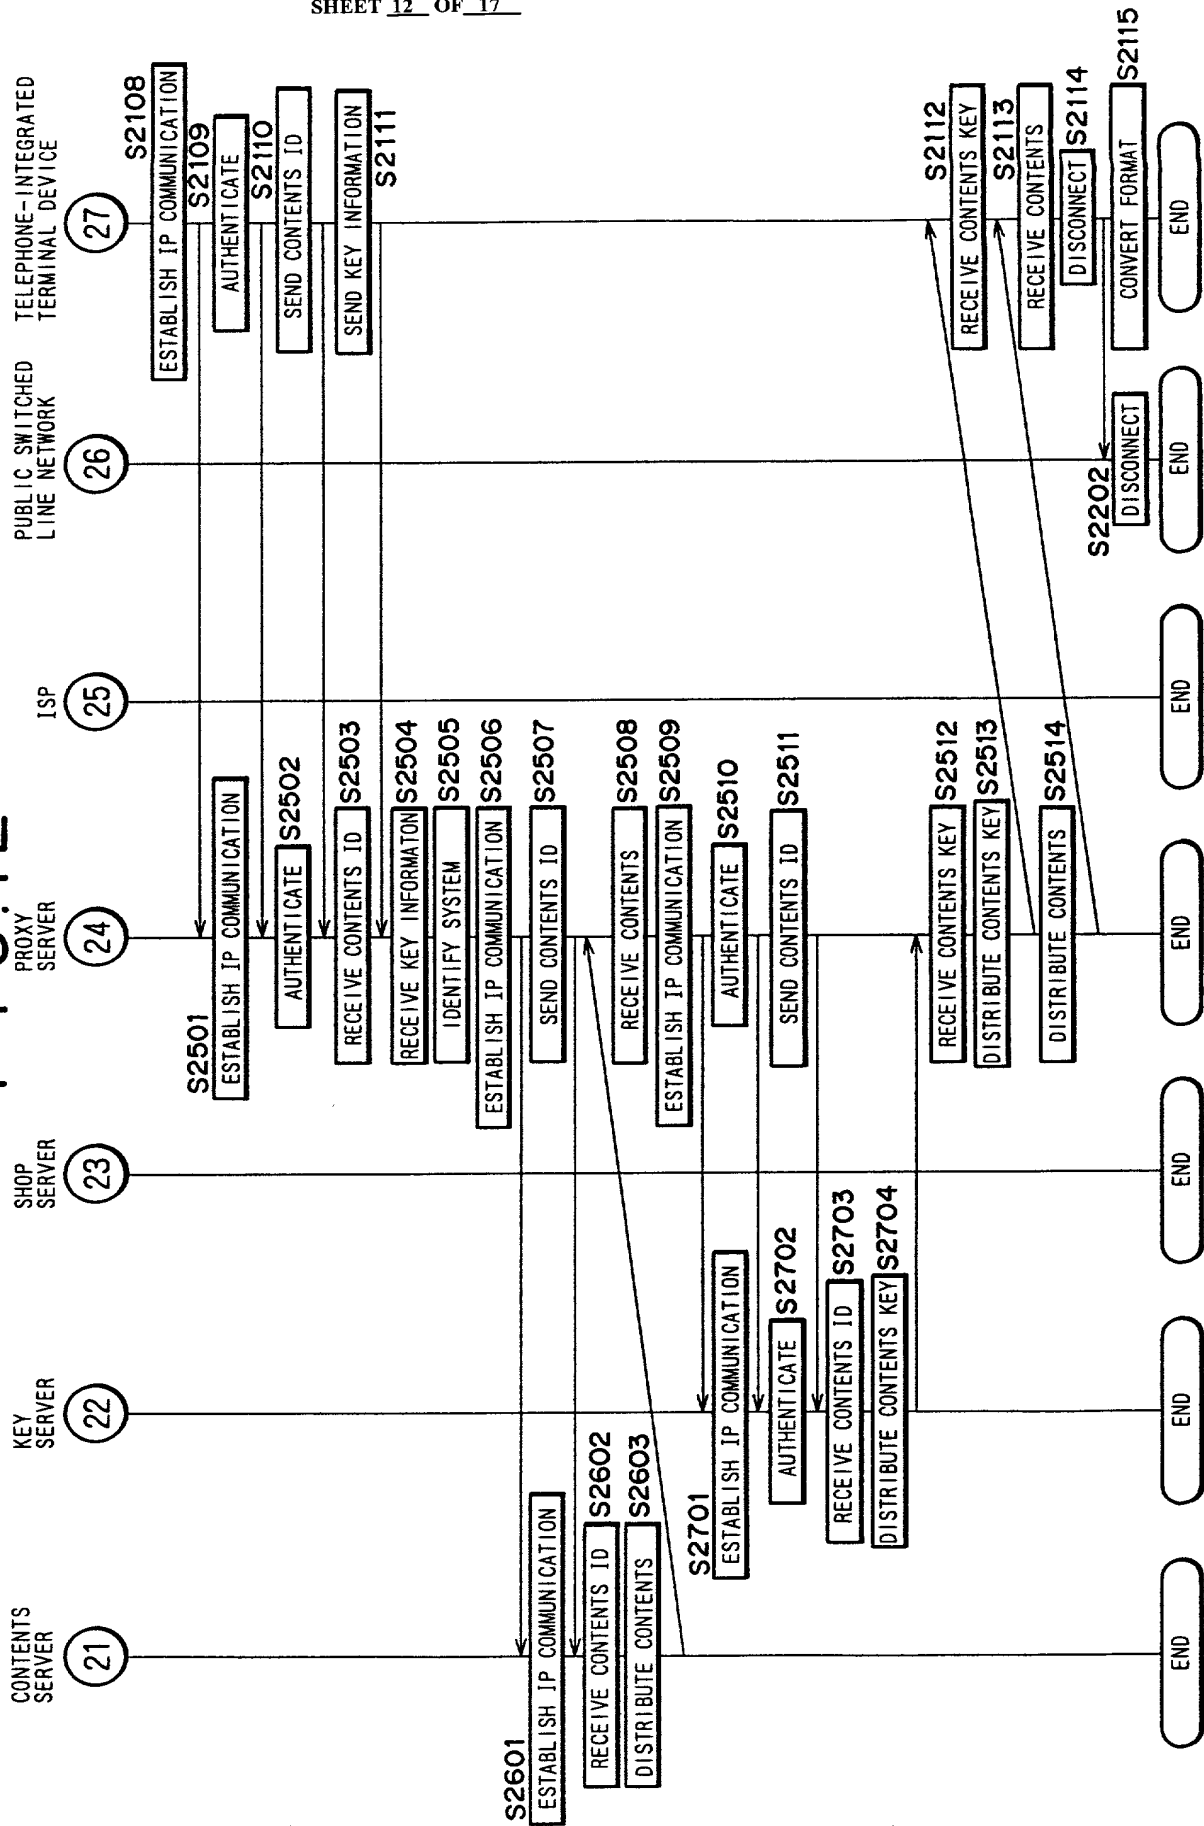 SHEET 12 OF 17
CONTENTS
SERVER
21
KEY
SERVER
22
SHOP
SERVER
23
PROXY
SERVER
24
ISP
25
PUBLIC SWITCHED
LINE NETWORK
26
TELEPHONE-INTEGRATED
TERMINAL DEVICE
27
S2108
ESTABLISH IP COMMUNICATION
S2109
AUTHENTICATE
S2110
SEND CONTENTS ID
SEND KEY INFORMATION
S2111
S2501
ESTABLISH IP COMMUNICATION
AUTHENTICATE S2502
RECEIVE CONTENTS ID S2503
RECEIVE KEY INFORMATON S2504
IDENTIFY SYSTEM S2505
ESTABLISH IP COMMUNICATION S2506
SEND CONTENTS ID S2507
S2601
ESTABLISH IP COMMUNICATION
RECEIVE CONTENTS ID S2602
DISTRIBUTE CONTENTS S2603
RECEIVE CONTENTS S2508
ESTABLISH IP COMMUNICATION S2509
AUTHENTICATE S2510
SEND CONTENTS ID S2511
S2701
ESTABLISH IP COMMUNICATION
AUTHENTICATE S2702
RECEIVE CONTENTS ID S2703
DISTRIBUTE CONTENTS KEY S2704
RECEIVE CONTENTS KEY S2512
DISTRIBUTE CONTENTS KEY S2513
DISTRIBUTE CONTENTS S2514
RECEIVE CONTENTS KEY S2112
S2113
RECEIVE CONTENTS
DISCONNECT S2114
CONVERT FORMAT S2115
S2202
DISCONNECT
END
END
END
END
END
END
END